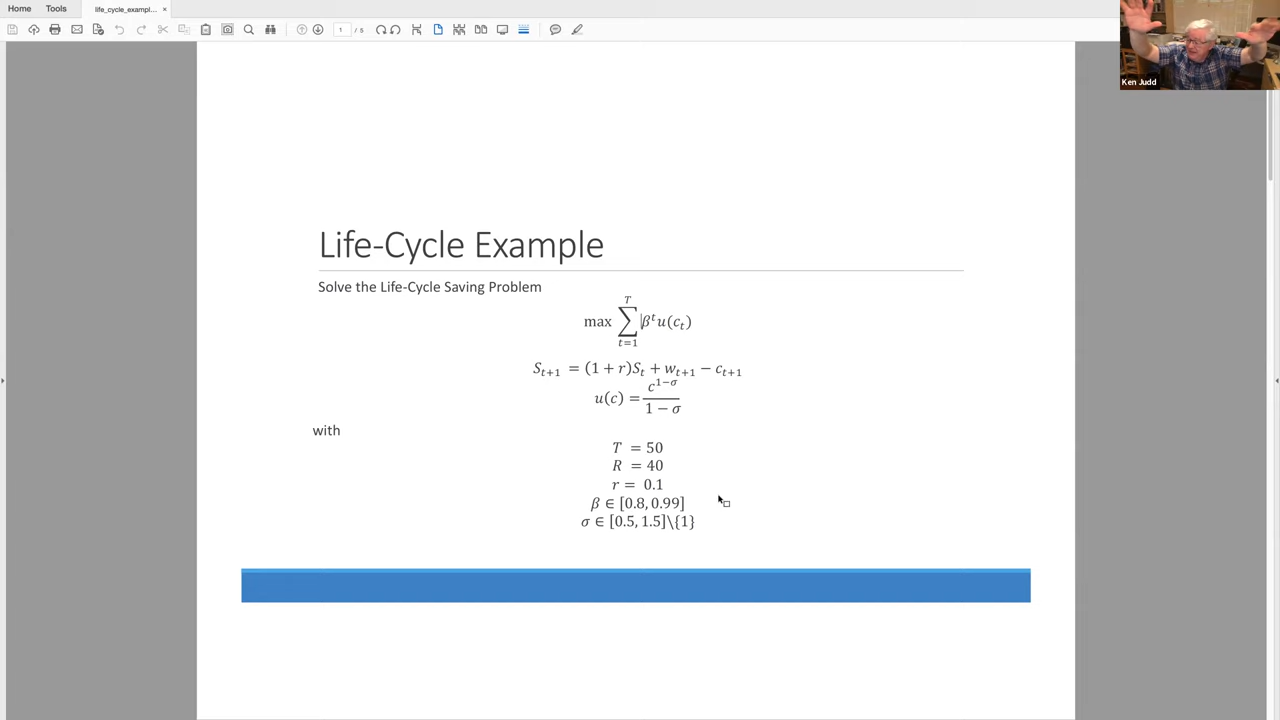 Home Tools life_cycle_exampl... ×
1 / 5
Ken Judd
Life-Cycle Example
Solve the Life-Cycle Saving Problem
max ∑_{t=1}^{T} β^t u(c_t)
S_{t+1} = (1 + r)S_t + w_{t+1} − c_{t+1}
u(c) = c^{1−σ} / (1 − σ)
with
T = 50
R = 40
r = 0.1
β ∈ [0.8, 0.99]
σ ∈ [0.5, 1.5]\{1}